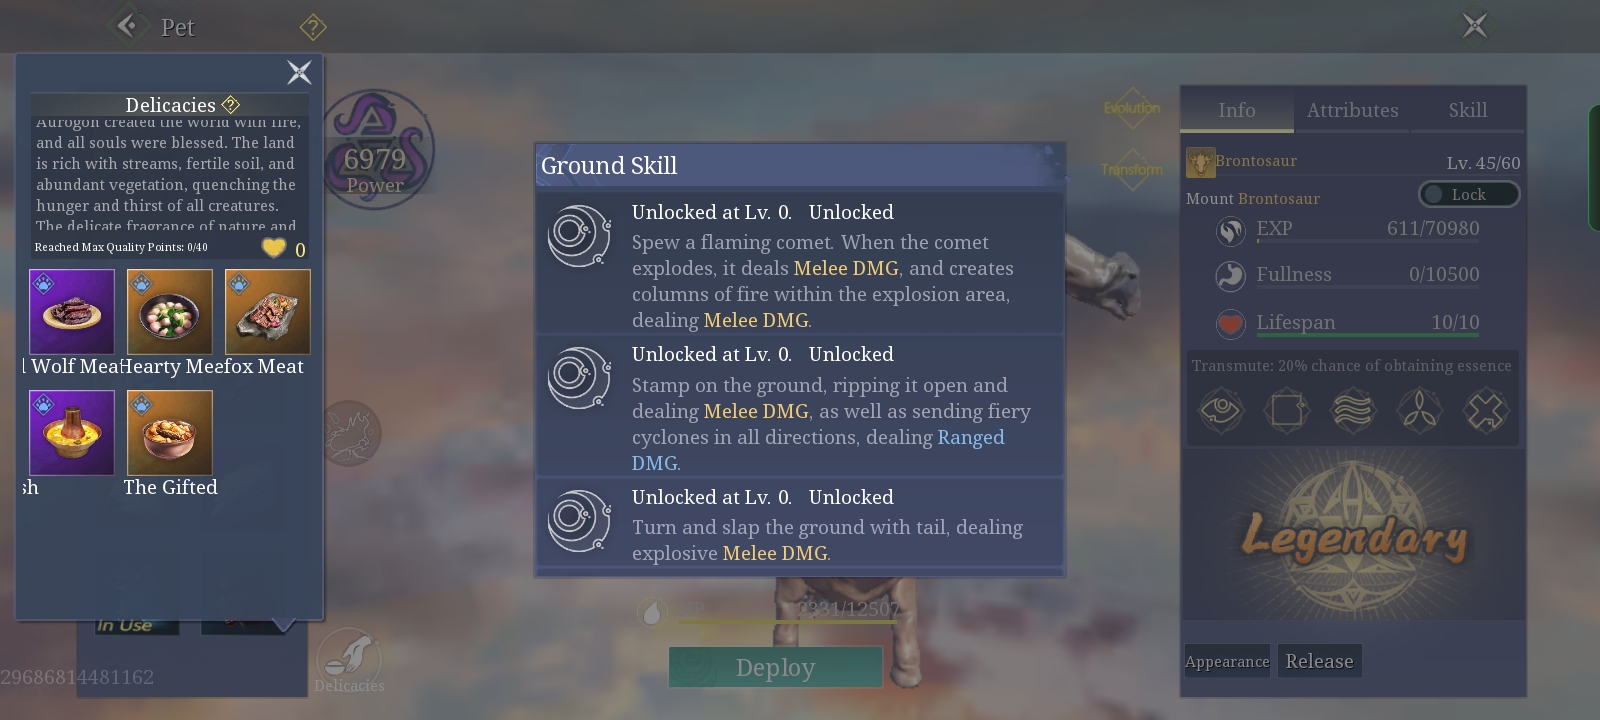 Pet
Delicacies
Aurogon created the world with fire,
and all souls were blessed. The land
is rich with streams, fertile soil, and
abundant vegetation, quenching the
hunger and thirst of all creatures.
The delicate fragrance of nature and
Reached Max Quality Points: 0/40
0
l Wolf Meat
Hearty Mea
efox Meat
sh
The Gifted
In Use
29686814481162
Delicacies
6979
Power
Ground Skill
Unlocked at Lv. 0. Unlocked
Spew a flaming comet. When the comet
explodes, it deals Melee DMG, and creates
columns of fire within the explosion area,
dealing Melee DMG.
Unlocked at Lv. 0. Unlocked
Stamp on the ground, ripping it open and
dealing Melee DMG, as well as sending fiery
cyclones in all directions, dealing Ranged
DMG.
Unlocked at Lv. 0. Unlocked
Turn and slap the ground with tail, dealing
explosive Melee DMG.
Deploy
Evolution
Transform
Info
Attributes
Skill
Brontosaur
Lv. 45/60
Mount Brontosaur
Lock
EXP
611/70980
Fullness
0/10500
Lifespan
10/10
Transmute: 20% chance of obtaining essence
Legendary
Appearance
Release